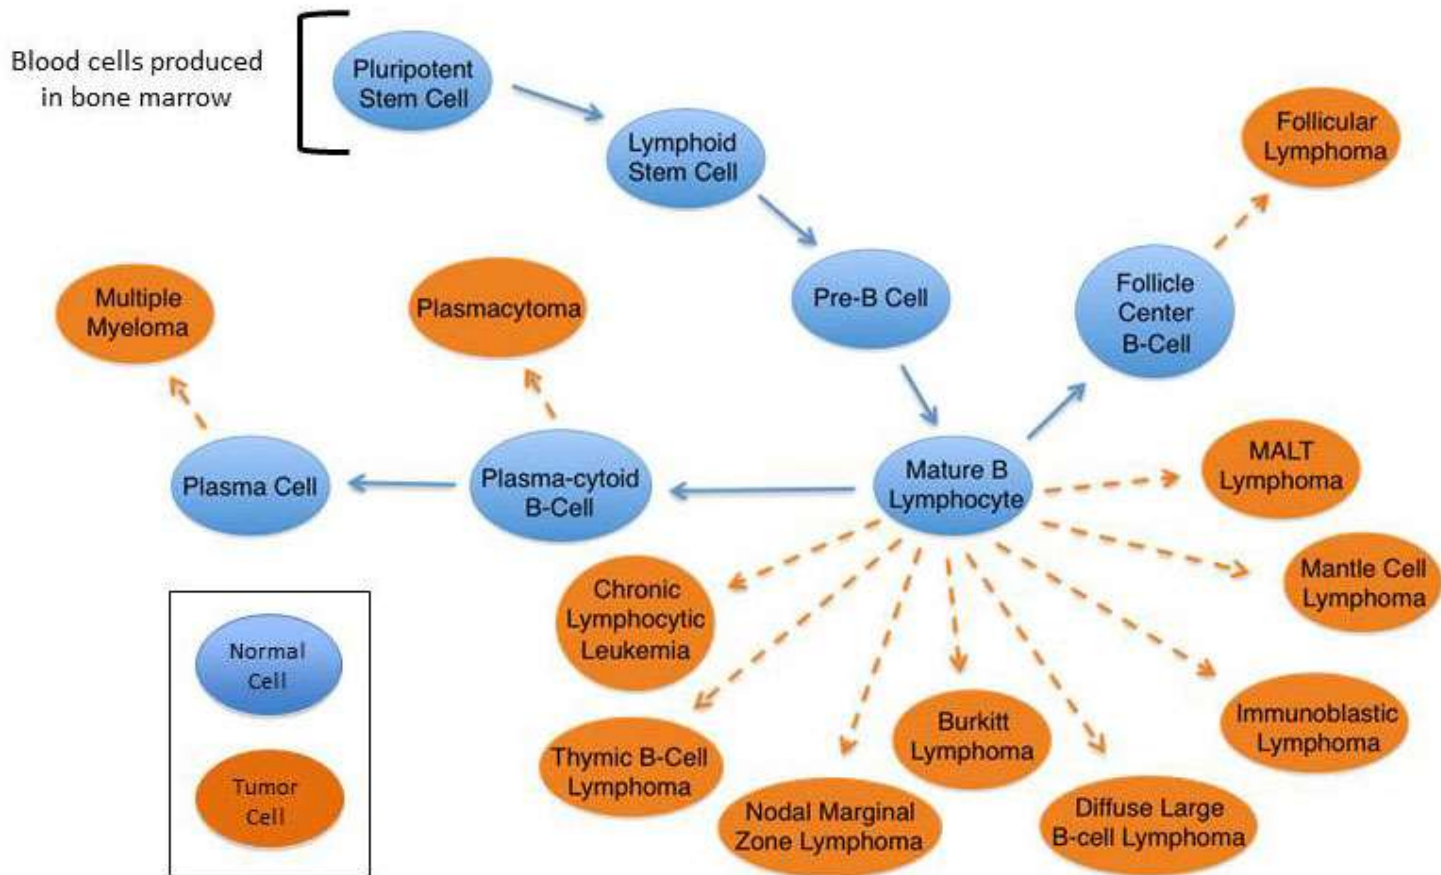 Blood cells produced
in bone marrow
Pluripotent
Stem Cell
Lymphoid
Stem Cell
Follicular
Lymphoma
Pre-B Cell
Follicle
Center
B-Cell
Multiple
Myeloma
Plasmacytoma
Plasma Cell
Plasma-cytoid
B-Cell
Mature B
Lymphocyte
MALT
Lymphoma
Mantle Cell
Lymphoma
Chronic
Lymphocytic
Leukemia
Immunoblastic
Lymphoma
Burkitt
Lymphoma
Thymic B-Cell
Lymphoma
Nodal Marginal
Zone Lymphoma
Diffuse Large
B-cell Lymphoma
Normal
Cell
Tumor
Cell